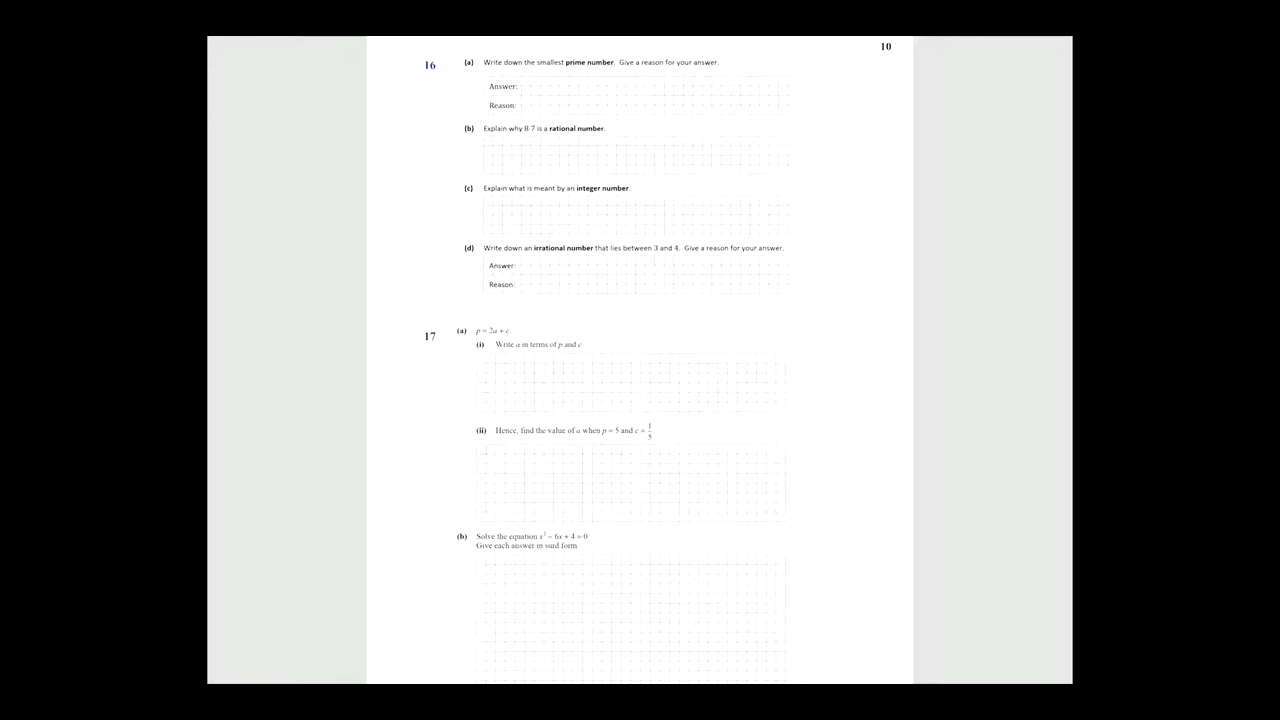 10
16 (a) Write down the smallest prime number. Give a reason for your answer.
Answer:
Reason:
(b) Explain why 8·7 is a rational number.
(c) Explain what is meant by an integer number.
(d) Write down an irrational number that lies between 3 and 4. Give a reason for your answer.
Answer:
Reason:
17 (a) p = 2a + c
(i) Write a in terms of p and c
(ii) Hence, find the value of a when p = 5 and c = 1/5
(b) Solve the equation x² – 6x + 4 = 0
Give each answer in surd form